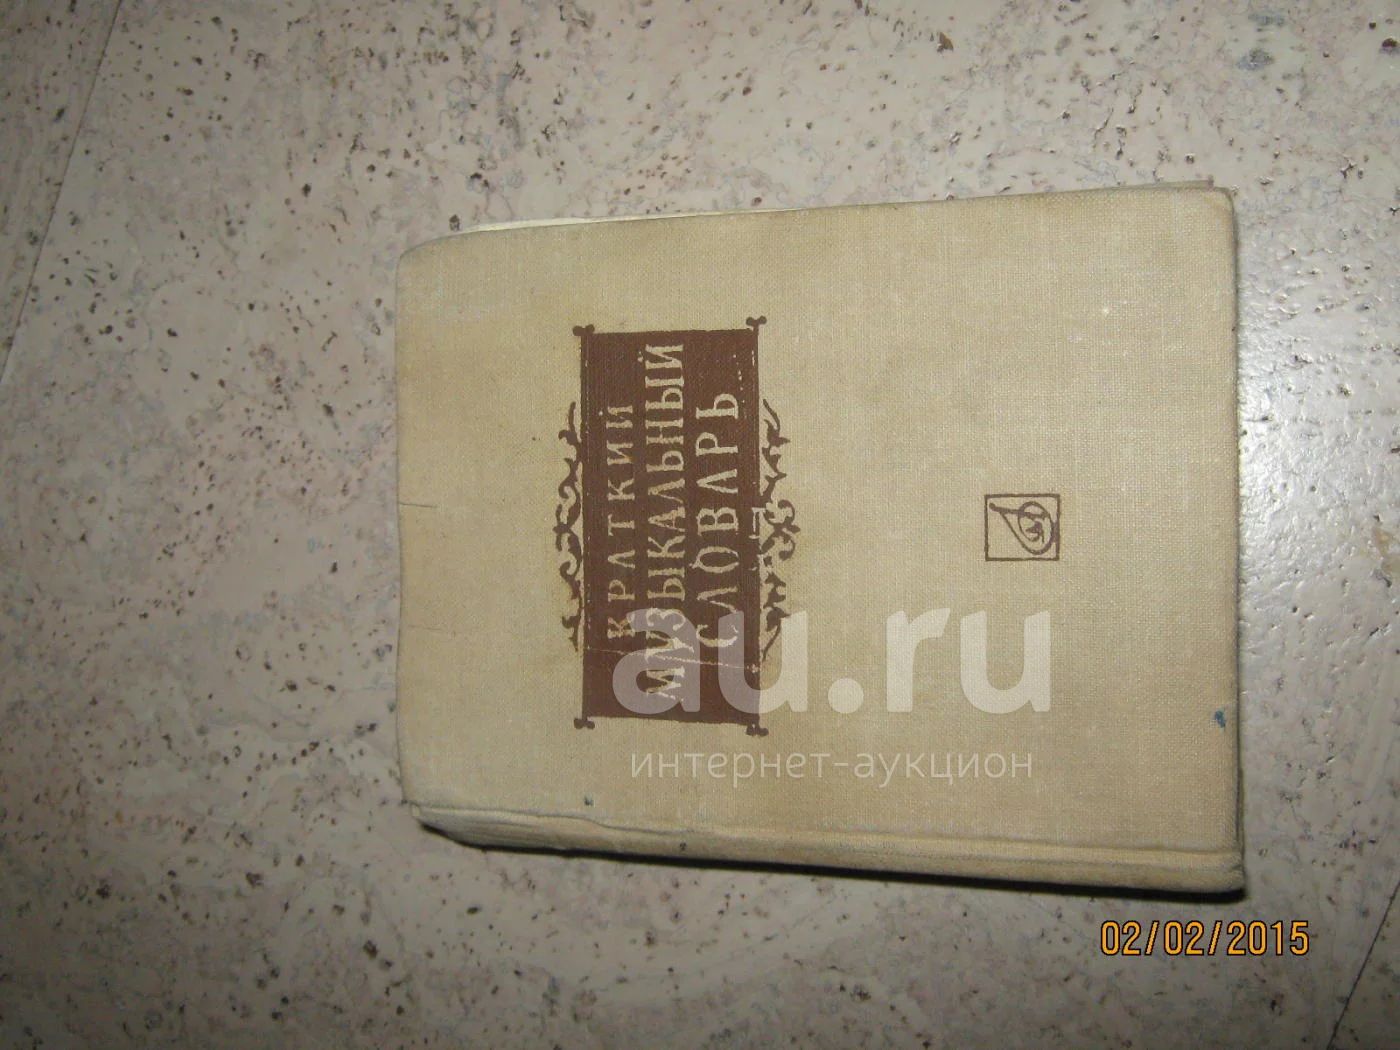 КРАТКИЙ
МУЗЫКАЛЬНЫЙ
СЛОВАРЬ
au.ru
интернет-аукцион
02/02/2015